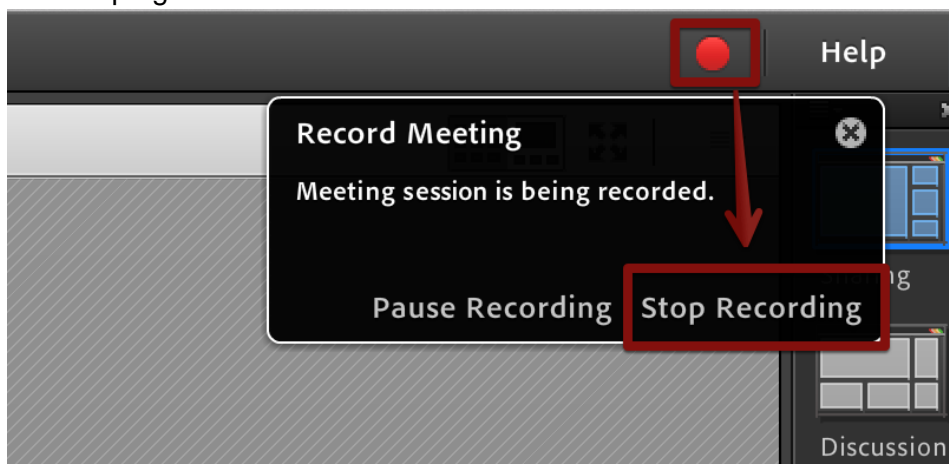 Help
Record Meeting
Meeting session is being recorded.
Pause Recording Stop Recording
Discussion